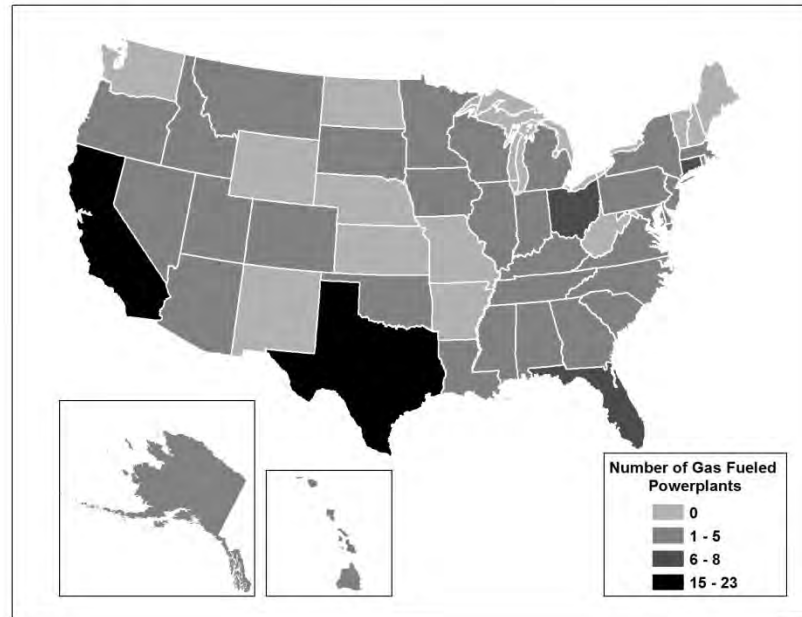 Number of Gas Fueled
Powerplants
0
1 - 5
6 - 8
15 - 23